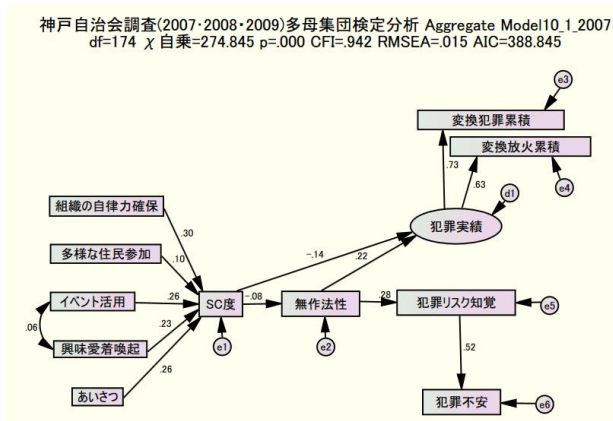 神戸自治会調査(2007・2008・2009)多母集団検定分析 Aggregate Model10_1_2007
df=174 χ自乗=274.845 p=.000 CFI=.942 RMSEA=.015 AIC=388.845
e3
変換犯罪累積
変換放火累積
e4
.73
.63
d1
犯罪実績
組織の自律力確保
.30
多様な住民参加
.10
-.14
.22
イベント活用
.26
SC度
-.08
無作法性
.28
犯罪リスク知覚
e5
.06
.23
興味愛着喚起
e1
e2
.26
あいさつ
.52
犯罪不安
e6